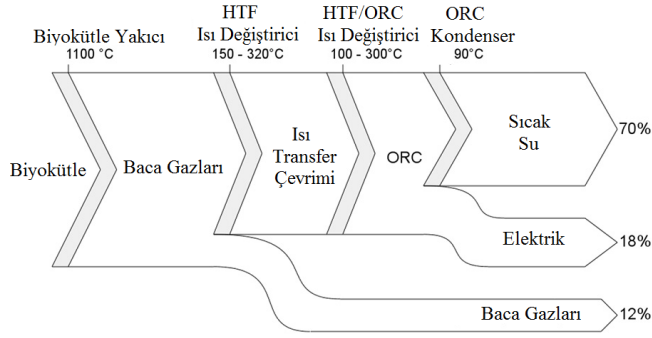 Biyokütle Yakıcı
1100 °C
HTF
Isı Değiştirici
150 - 320°C
HTF/ORC
Isı Değiştirici
100 - 300°C
ORC
Kondenser
90°C
Biyokütle
Baca Gazları
Isı
Transfer
Çevrimi
ORC
Sıcak
Su
70%
Elektrik
18%
Baca Gazları
12%